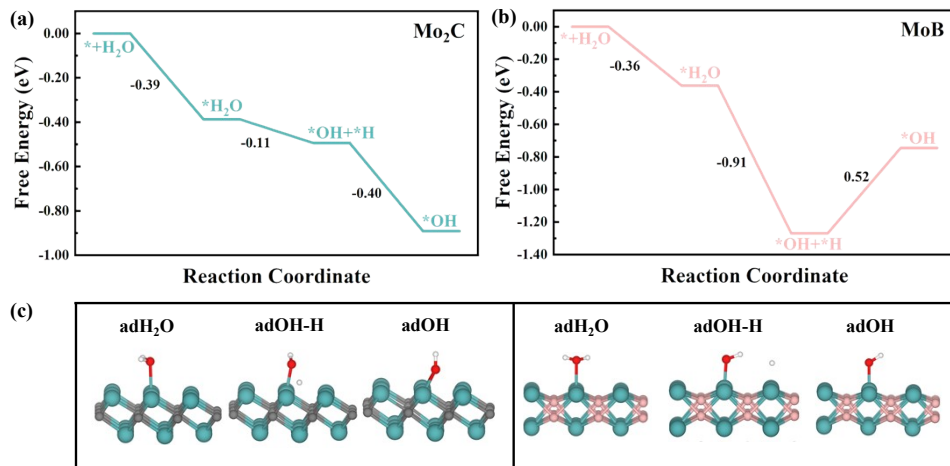 (a)
Mo₂C
0.00
-0.20
-0.40
-0.60
-0.80
-1.00
Free Energy (eV)
*+H₂O
-0.39
*H₂O
-0.11
*OH+*H
-0.40
*OH
Reaction Coordinate
(b)
MoB
0.00
-0.20
-0.40
-0.60
-0.80
-1.00
-1.20
-1.40
Free Energy (eV)
*+H₂O
-0.36
*H₂O
-0.91
*OH+*H
0.52
*OH
Reaction Coordinate
(c)
adH₂O adOH-H adOH
adH₂O adOH-H adOH